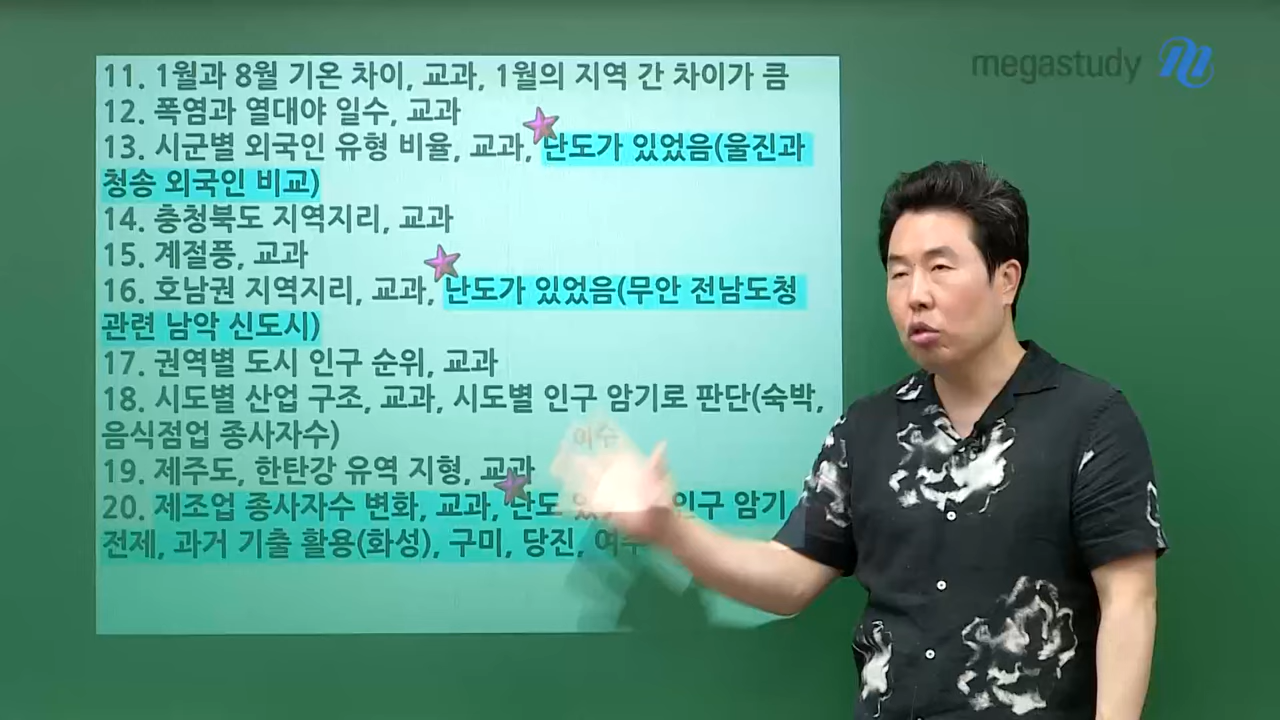 megastudy
11. 1월과 8월 기온 차이, 교과, 1월의 지역 간 차이가 큼
12. 폭염과 열대야 일수, 교과
13. 시군별 외국인 유형 비율, 교과, 난도가 있었음(울진과
청송 외국인 비교)
14. 충청북도 지역지리, 교과
15. 계절풍, 교과
16. 호남권 지역지리, 교과, 난도가 있었음(무안 전남도청
관련 남악 신도시)
17. 권역별 도시 인구 순위, 교과
18. 시도별 산업 구조, 교과, 시도별 인구 암기로 판단(숙박,
음식점업 종사자수)
19. 제주도, 한탄강 유역 지형, 교과
20. 제조업 종사자수 변화, 교과, 난도 인구 암기
전제, 과거 기출 활용(화성), 구미, 당진, 여수